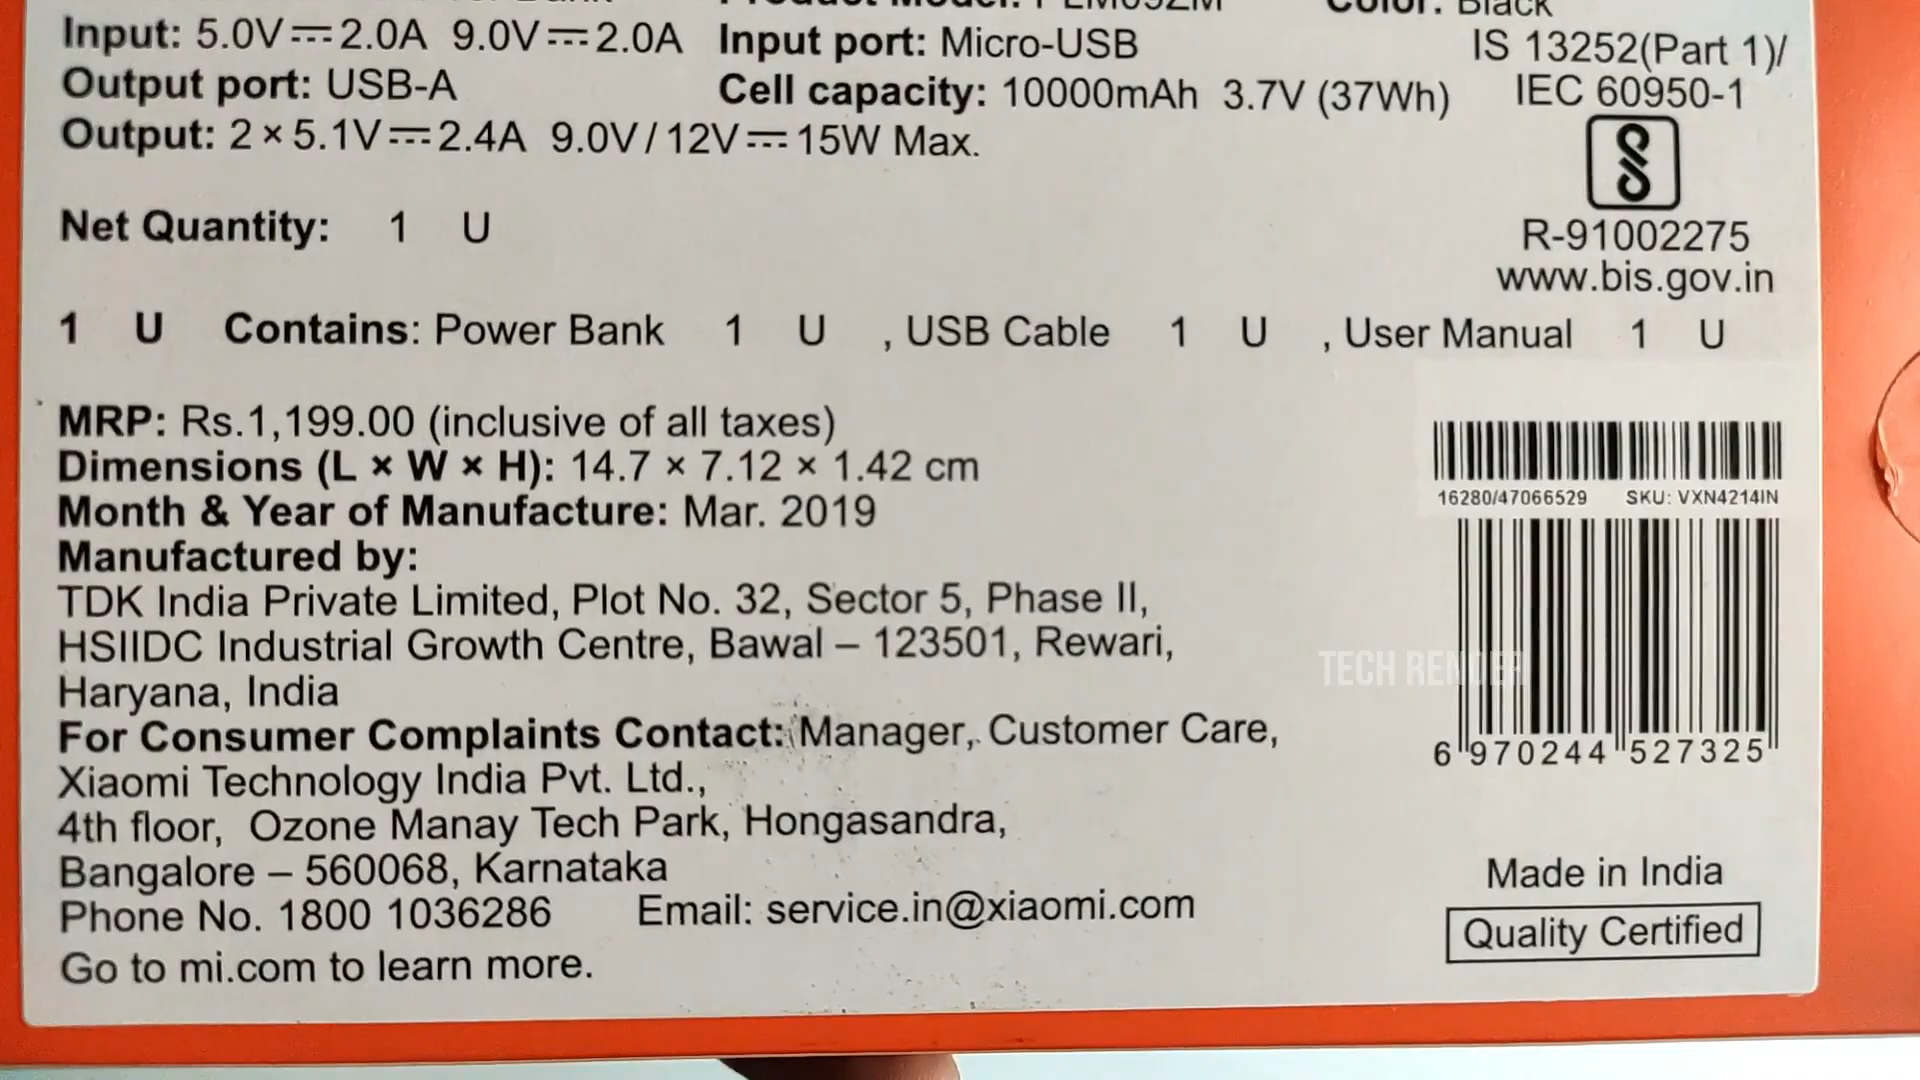 Color: Black
Input: 5.0V⎓2.0A 9.0V⎓2.0A
Input port: Micro-USB
IS 13252(Part 1)/
Output port: USB-A
Cell capacity: 10000mAh 3.7V (37Wh)
IEC 60950-1
Output: 2 × 5.1V⎓2.4A 9.0V / 12V⎓15W Max.
Net Quantity: 1 U
R-91002275
www.bis.gov.in
1 U Contains: Power Bank 1 U , USB Cable 1 U , User Manual 1 U
MRP: Rs.1,199.00 (inclusive of all taxes)
Dimensions (L × W × H): 14.7 × 7.12 × 1.42 cm
16280/47066529 SKU: VXN4214IN
Month & Year of Manufacture: Mar. 2019
Manufactured by:
TDK India Private Limited, Plot No. 32, Sector 5, Phase II,
HSIIDC Industrial Growth Centre, Bawal – 123501, Rewari,
TECH RENDER
Haryana, India
For Consumer Complaints Contact: Manager, Customer Care,
6 970244 527325
Xiaomi Technology India Pvt. Ltd.,
4th floor, Ozone Manay Tech Park, Hongasandra,
Bangalore – 560068, Karnataka
Made in India
Phone No. 1800 1036286 Email: service.in@xiaomi.com
Quality Certified
Go to mi.com to learn more.